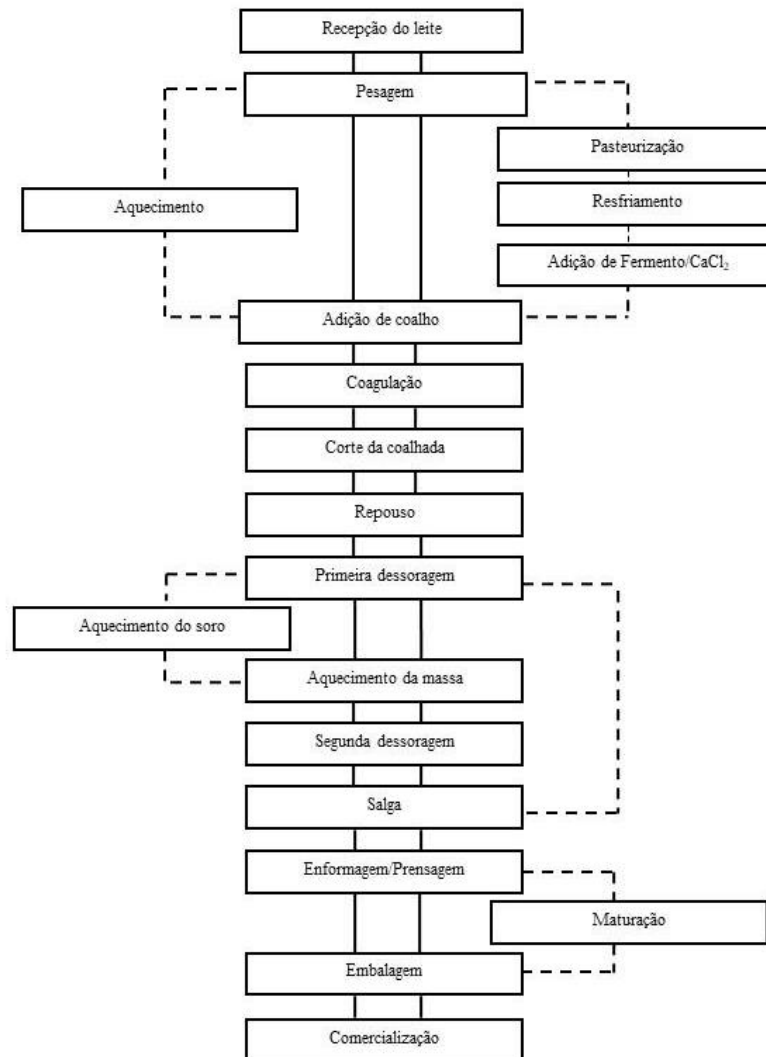 Recepção do leite
Pesagem
Pasteurização
Aquecimento
Resfriamento
Adição de Fermento/CaCl₂
Adição de coalho
Coagulação
Corte da coalhada
Repouso
Primeira dessoragem
Aquecimento do soro
Aquecimento da massa
Segunda dessoragem
Salga
Enformagem/Prensagem
Maturação
Embalagem
Comercialização